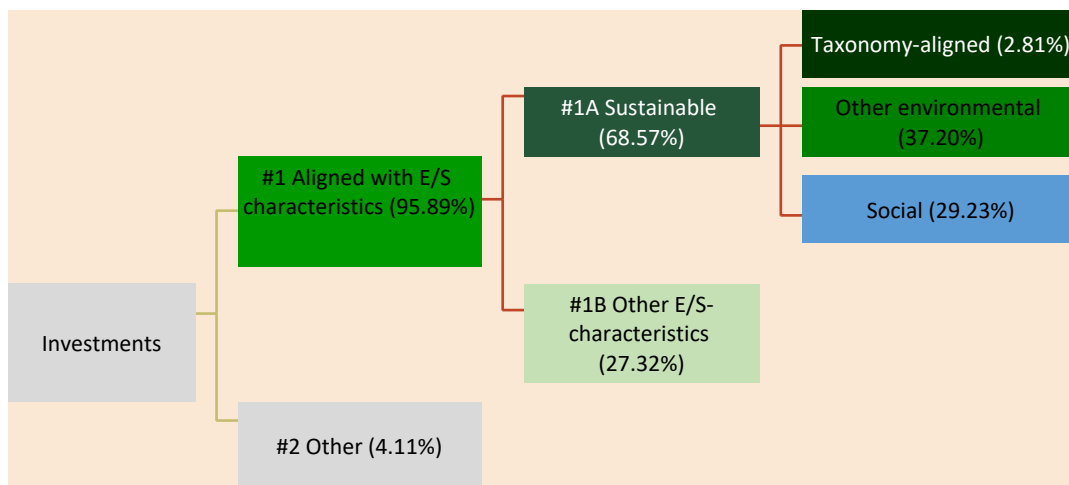 Taxonomy-aligned (2.81%)
#1A Sustainable
(68.57%)
Other environmental
(37.20%)
#1 Aligned with E/S
characteristics (95.89%)
Social (29.23%)
#1B Other E/S-
characteristics
(27.32%)
Investments
#2 Other (4.11%)